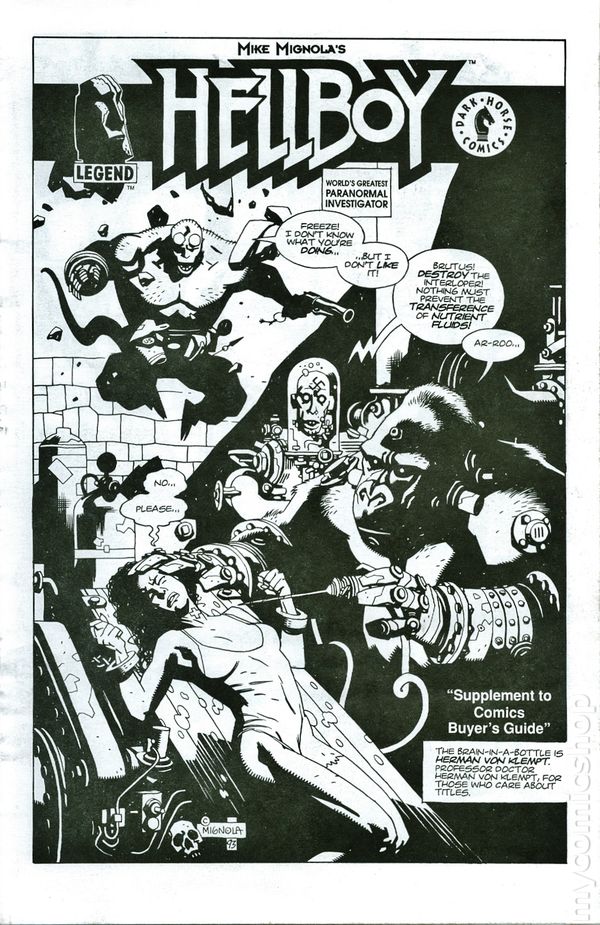 MIKE MIGNOLA'S
HELLBOY
TM
LEGEND
TM
DARK HORSE COMICS
WORLD'S GREATEST
PARANORMAL
INVESTIGATOR
FREEZE!
I DON'T KNOW
WHAT YOU'RE
DOING...
...BUT I
DON'T LIKE
IT!
BRUTUS!
DESTROY THE
INTERLOPER!
NOTHING MUST
PREVENT THE
TRANSFERENCE
OF NUTRIENT
FLUIDS!
AR-ROO...
NO...
PLEASE...
"Supplement to
Comics
Buyer's Guide"
THE BRAIN-IN-A-BOTTLE IS
HERMAN VON KLEMPT.
PROFESSOR DOCTOR
HERMAN VON KLEMPT, FOR
THOSE WHO CARE ABOUT
TITLES.
©
MIGNOLA
93
mycomicshop